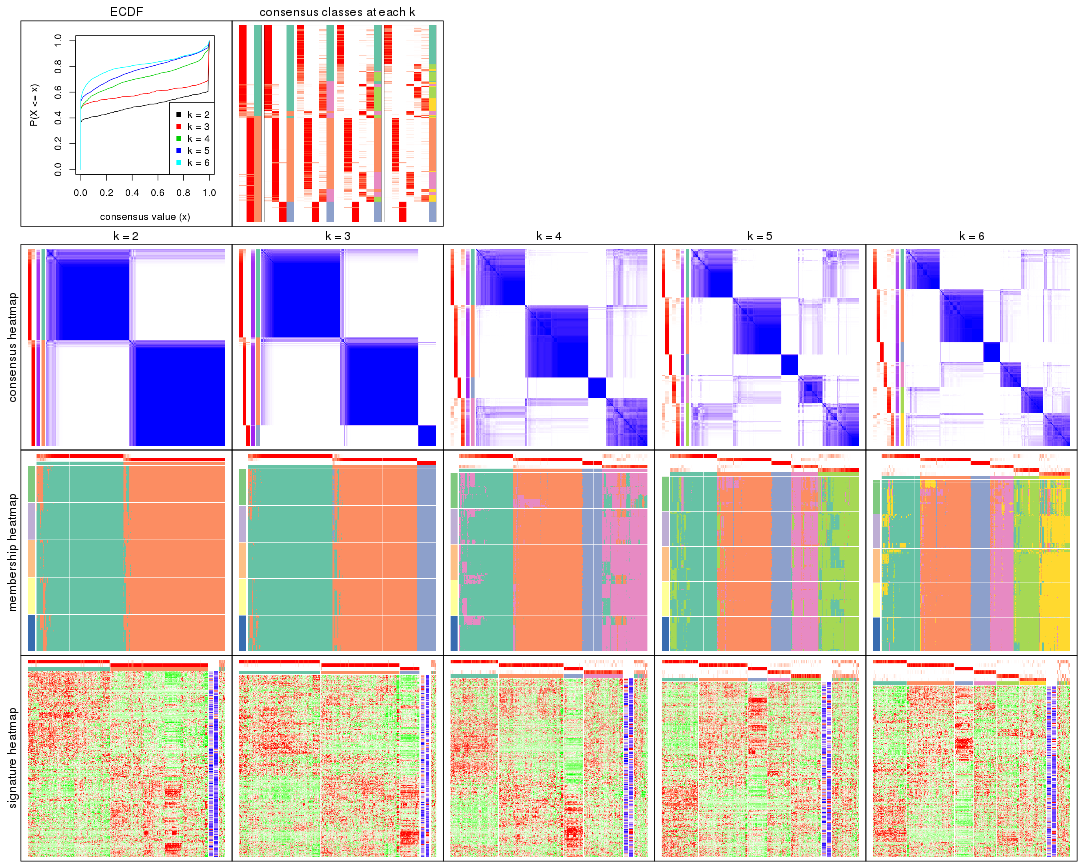 ECDF
consensus classes at each k
P(X <= x)
1.0
0.8
0.6
0.4
0.2
0.0
k = 2
k = 3
k = 4
k = 5
k = 6
0.0 0.2 0.4 0.6 0.8 1.0
consensus value (x)
k = 2
k = 3
k = 4
k = 5
k = 6
consensus heatmap
membership heatmap
signature heatmap